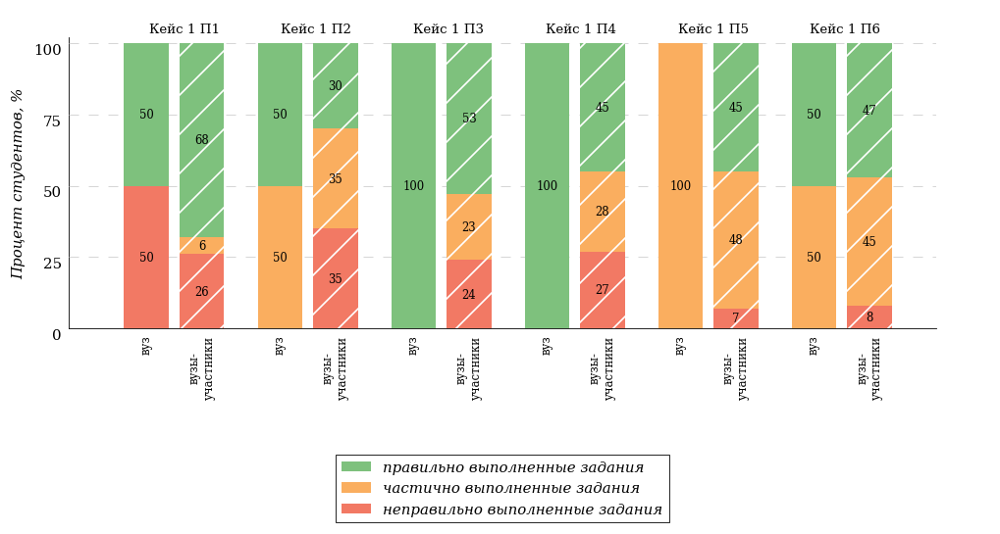 Кейс 1 П1 Кейс 1 П2 Кейс 1 П3 Кейс 1 П4 Кейс 1 П5 Кейс 1 П6
Процент студентов, %
100
75
50
25
0
50
50
68
6
26
50
50
30
35
35
100
53
23
24
100
45
28
27
100
45
48
7
50
50
47
45
8
вуз
вузы-
участники
вуз
вузы-
участники
вуз
вузы-
участники
вуз
вузы-
участники
вуз
вузы-
участники
вуз
вузы-
участники
правильно выполненные задания
частично выполненные задания
неправильно выполненные задания